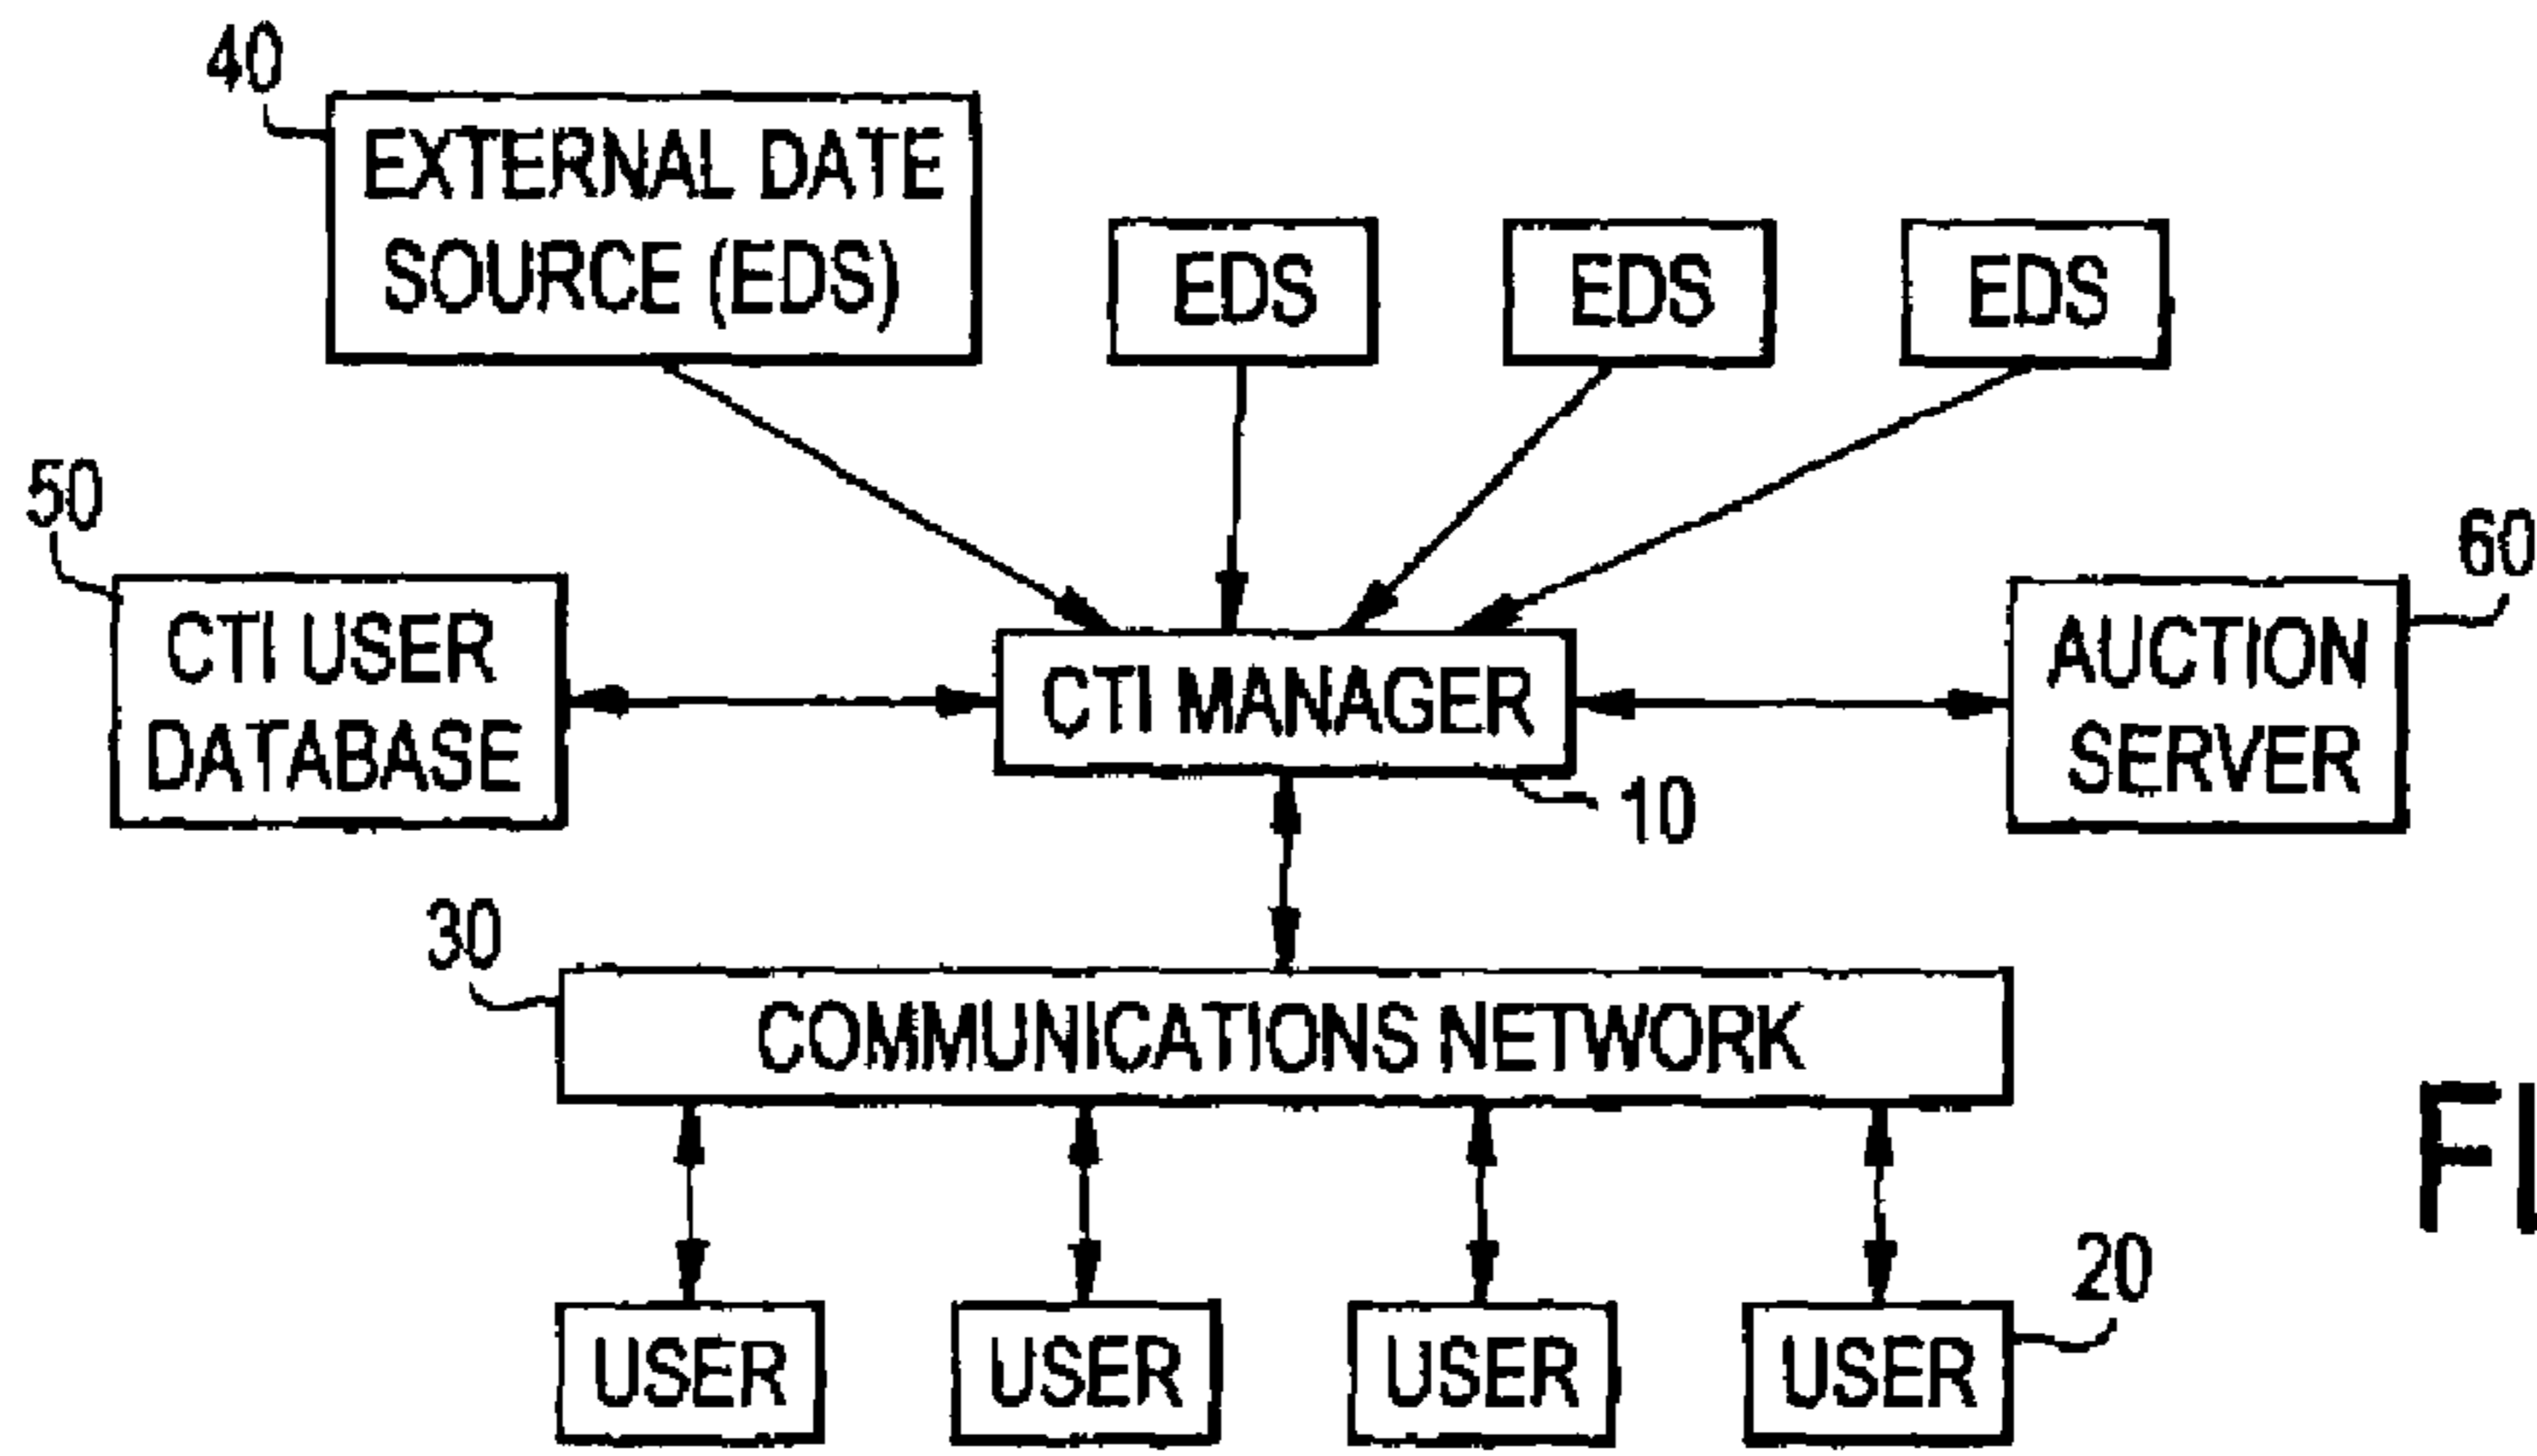 40
EXTERNAL DATE
SOURCE (EDS)
EDS
EDS
EDS
50
CTI USER
DATABASE
CTI MANAGER
10
60
AUCTION
SERVER
30
COMMUNICATIONS NETWORK
USER
USER
USER
USER
20